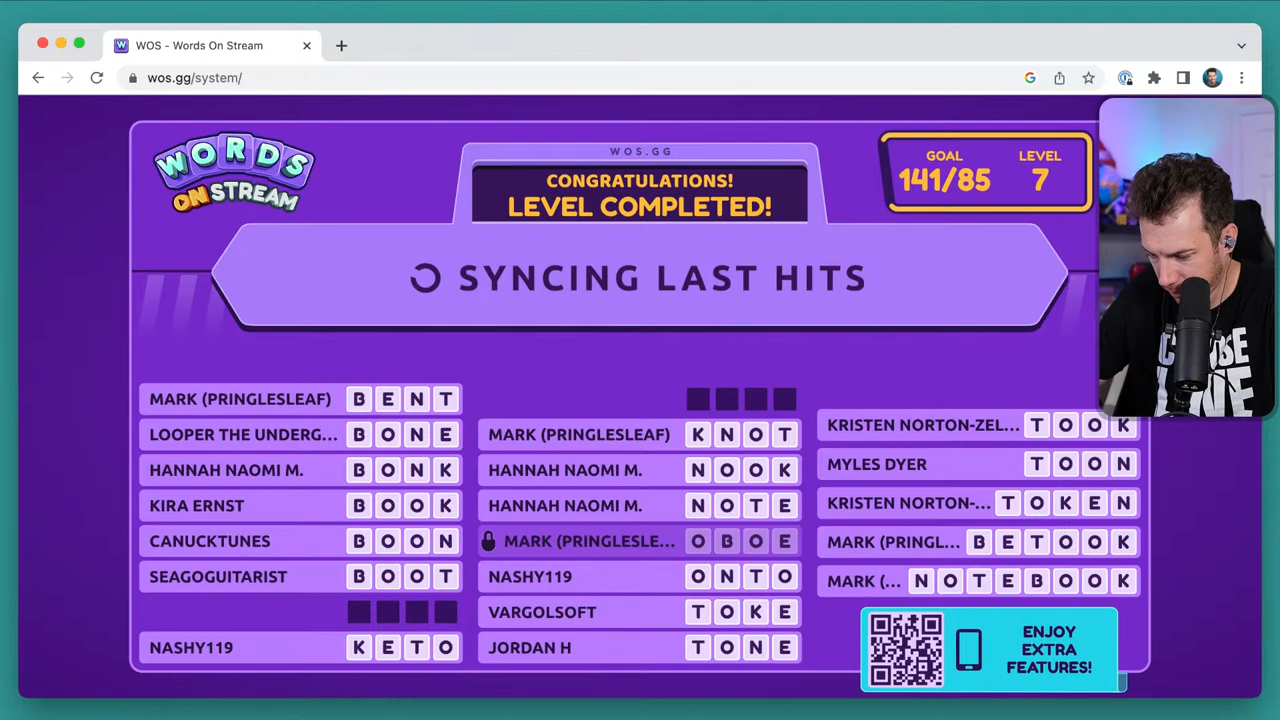 WOS - Words On Stream
wos.gg/system/
WORDS
ON STREAM
WOS.GG
CONGRATULATIONS!
LEVEL COMPLETED!
GOAL
141/85
LEVEL
7
SYNCING LAST HITS
MARK (PRINGLESLEAF) BENT
LOOPER THE UNDERG... BONE
HANNAH NAOMI M. BONK
KIRA ERNST BOOK
CANUCKTUNES BOON
SEAGOGUITARIST BOOT
NASHY119 KETO
MARK (PRINGLESLEAF) KNOT
HANNAH NAOMI M. NOOK
HANNAH NAOMI M. NOTE
MARK (PRINGLESLE... OBOE
NASHY119 ONTO
VARGOLSOFT TOKE
JORDAN H TONE
KRISTEN NORTON-ZEL... TOOK
MYLES DYER TOON
KRISTEN NORTON-... TOKEN
MARK (PRINGL... BETOOK
MARK (... NOTEBOOK
ENJOY
EXTRA
FEATURES!